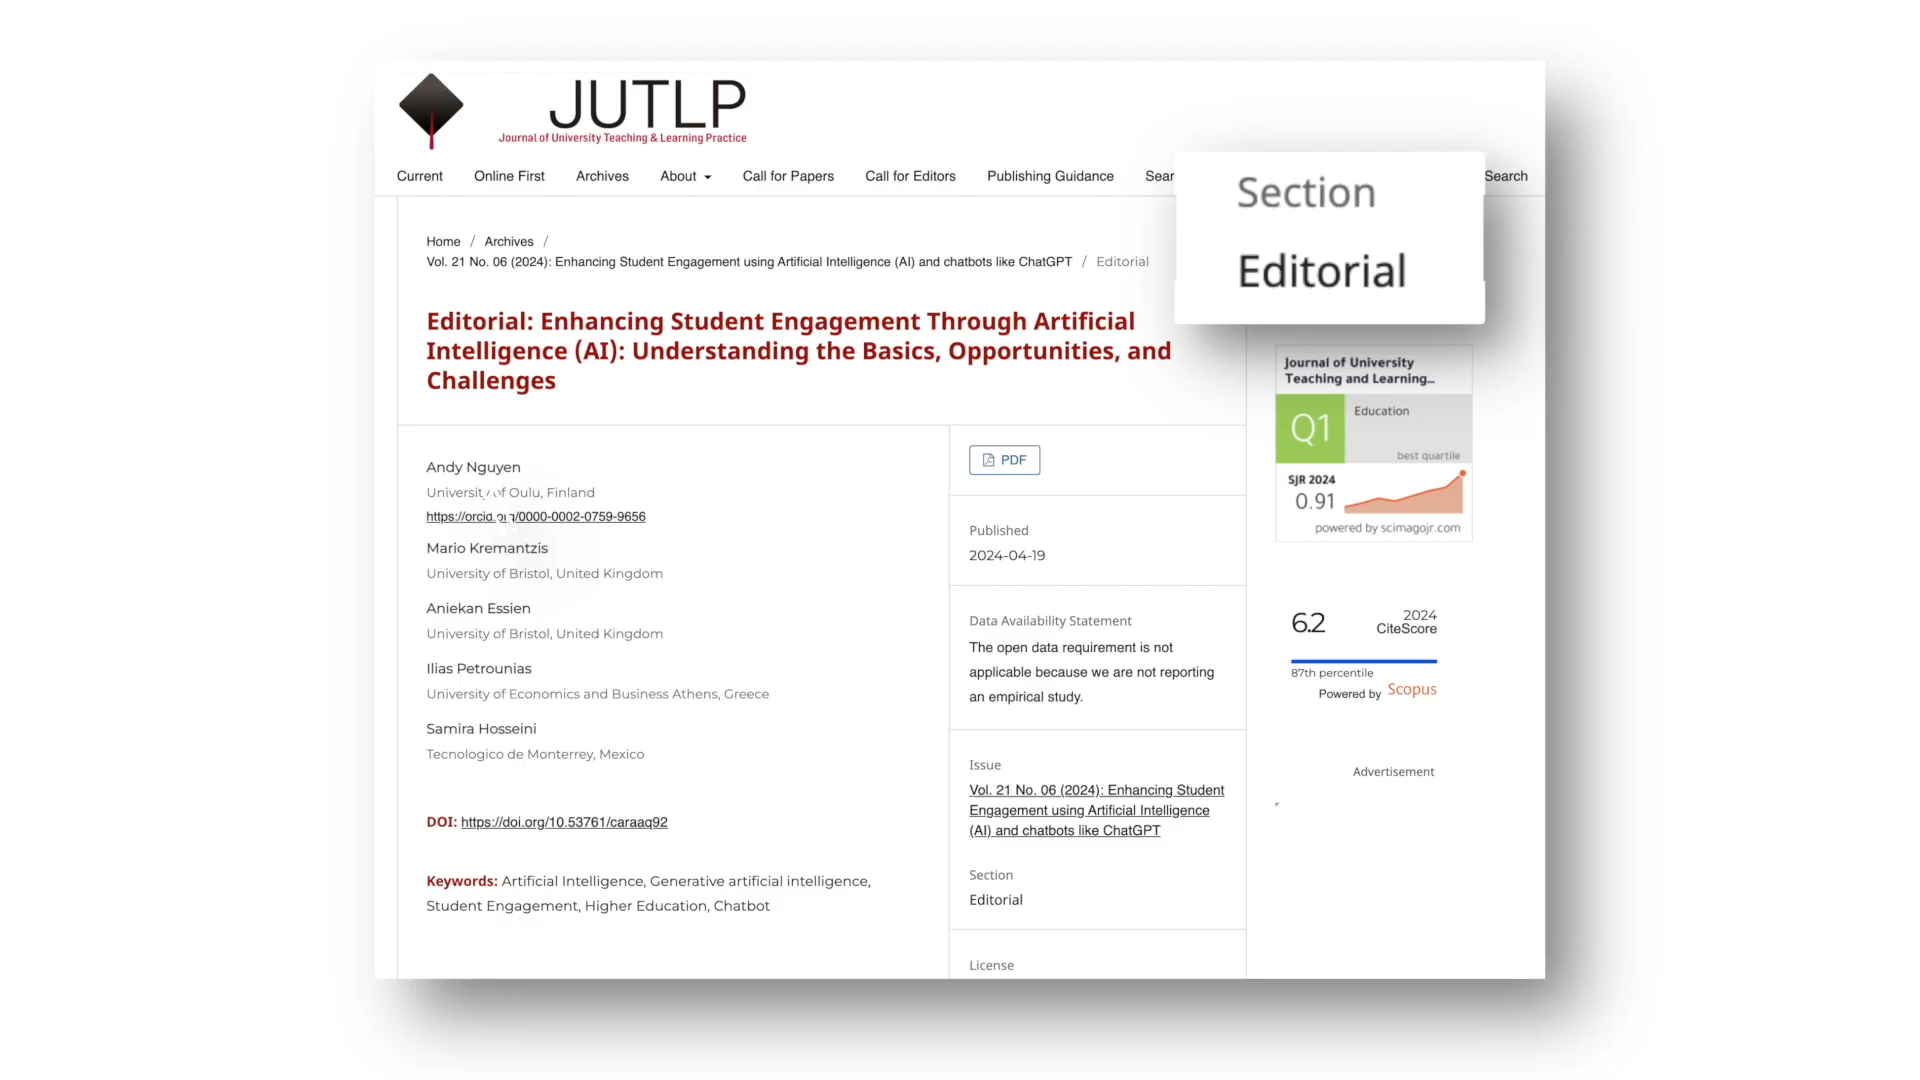 JUTLP
Journal of University Teaching & Learning Practice
Current Online First Archives About Call for Papers Call for Editors Publishing Guidance Search
Section
Editorial
Home / Archives /
Vol. 21 No. 06 (2024): Enhancing Student Engagement using Artificial Intelligence (AI) and chatbots like ChatGPT / Editorial
Editorial: Enhancing Student Engagement Through Artificial
Intelligence (AI): Understanding the Basics, Opportunities, and
Challenges
Andy Nguyen
University of Oulu, Finland
https://orcid.org/0000-0002-0759-9656
Mario Kremantzis
University of Bristol, United Kingdom
Aniekan Essien
University of Bristol, United Kingdom
Ilias Petrounias
University of Economics and Business Athens, Greece
Samira Hosseini
Tecnologico de Monterrey, Mexico
DOI: https://doi.org/10.53761/caraaq92
Keywords: Artificial Intelligence, Generative artificial intelligence,
Student Engagement, Higher Education, Chatbot
PDF
Published
2024-04-19
Data Availability Statement
The open data requirement is not
applicable because we are not reporting
an empirical study.
Issue
Vol. 21 No. 06 (2024): Enhancing Student
Engagement using Artificial Intelligence
(AI) and chatbots like ChatGPT
Section
Editorial
License
Journal of University
Teaching and Learning...
Q1 Education
best quartile
SJR 2024
0.91
powered by scimagojr.com
6.2 2024
CiteScore
87th percentile
Powered by Scopus
Advertisement